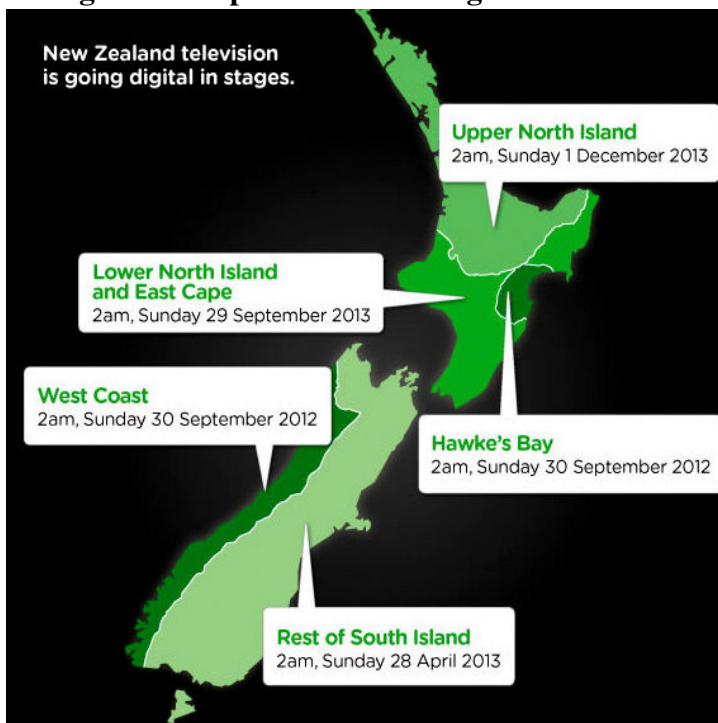 New Zealand television
is going digital in stages.
Upper North Island
2am, Sunday 1 December 2013
Lower North Island
and East Cape
2am, Sunday 29 September 2013
West Coast
2am, Sunday 30 September 2012
Hawke's Bay
2am, Sunday 30 September 2012
Rest of South Island
2am, Sunday 28 April 2013